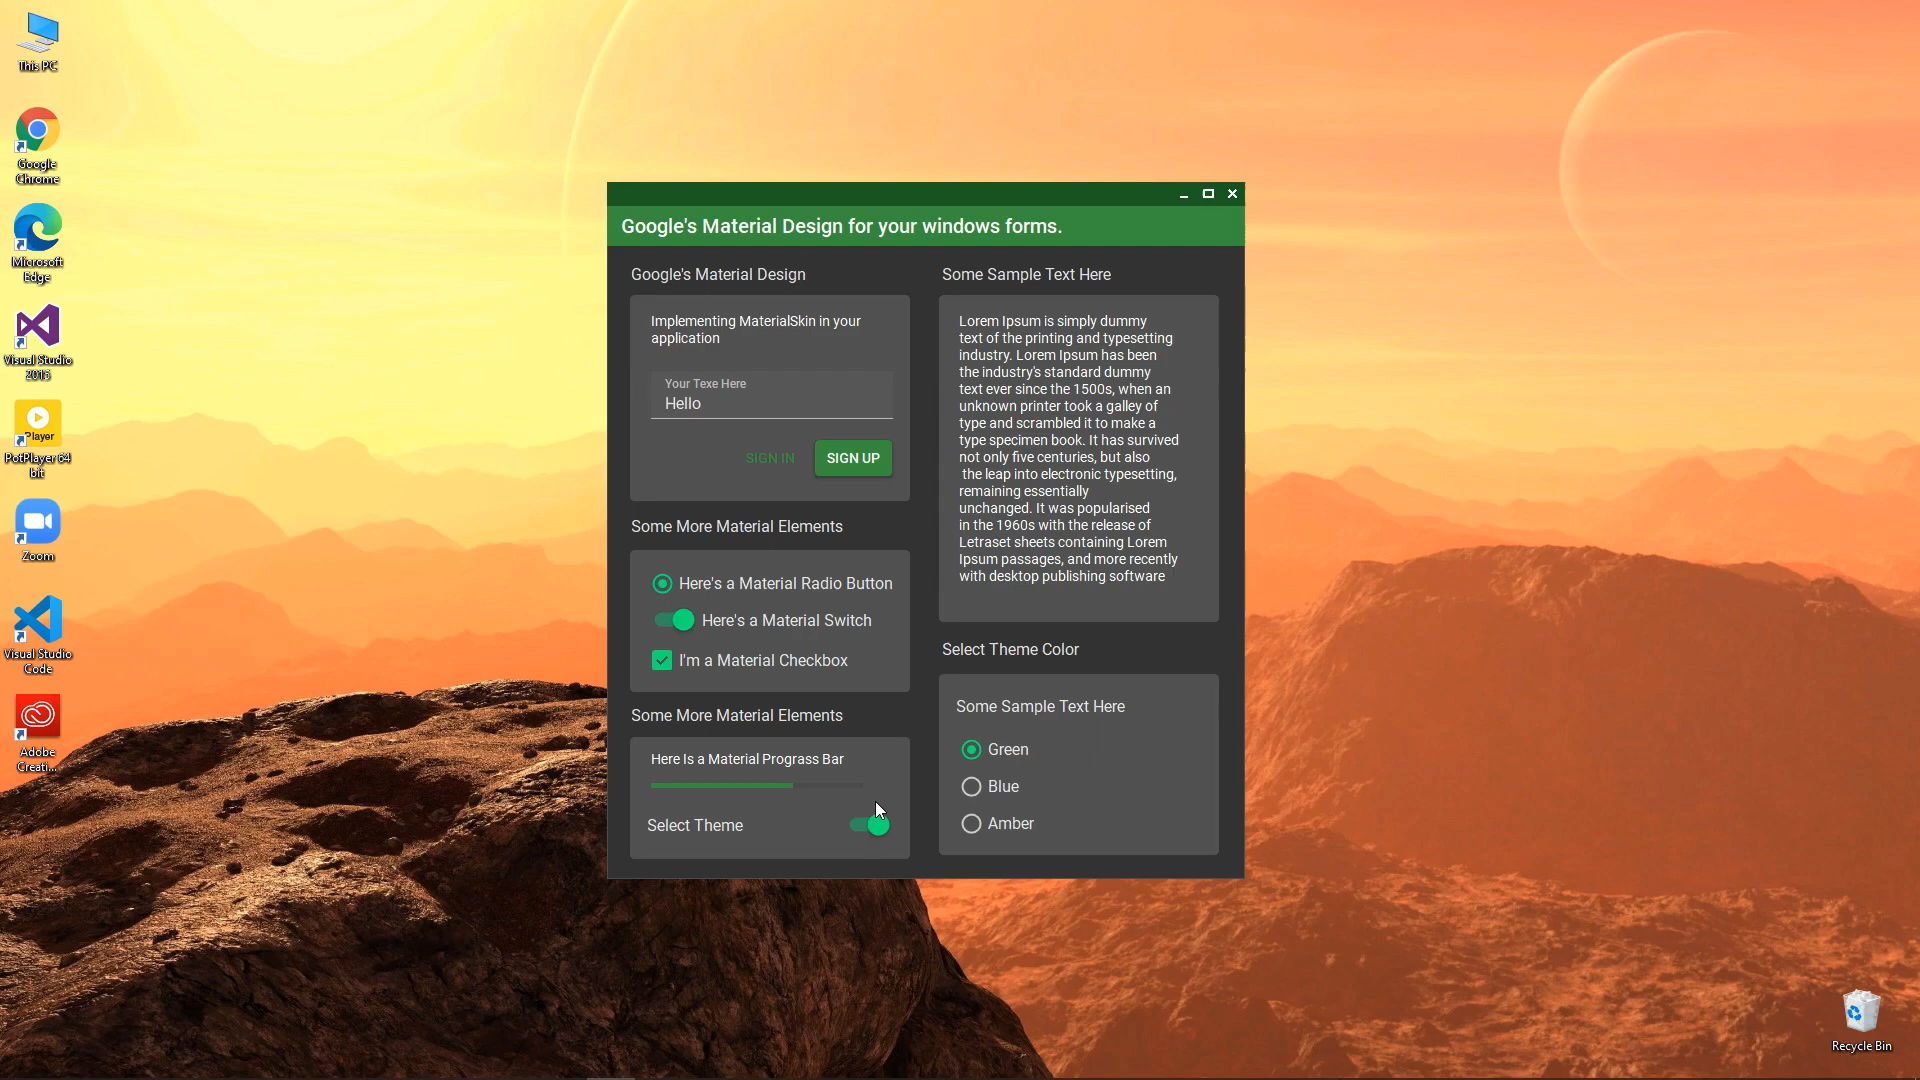 This PC
Google
Chrome
Microsoft
Edge
Visual Studio
2015
Player
PotPlayer 64
bit
Zoom
Visual Studio
Code
Adobe
Creati...
Google's Material Design for your windows forms.
Google's Material Design
Implementing MaterialSkin in your
application
Your Texe Here
Hello
SIGN IN
SIGN UP
Some More Material Elements
Here's a Material Radio Button
Here's a Material Switch
I'm a Material Checkbox
Some More Material Elements
Here Is a Material Prograss Bar
Select Theme
Some Sample Text Here
Lorem Ipsum is simply dummy
text of the printing and typesetting
industry. Lorem Ipsum has been
the industry's standard dummy
text ever since the 1500s, when an
unknown printer took a galley of
type and scrambled it to make a
type specimen book. It has survived
not only five centuries, but also
the leap into electronic typesetting,
remaining essentially
unchanged. It was popularised
in the 1960s with the release of
Letraset sheets containing Lorem
Ipsum passages, and more recently
with desktop publishing software
Select Theme Color
Some Sample Text Here
Green
Blue
Amber
Recycle Bin